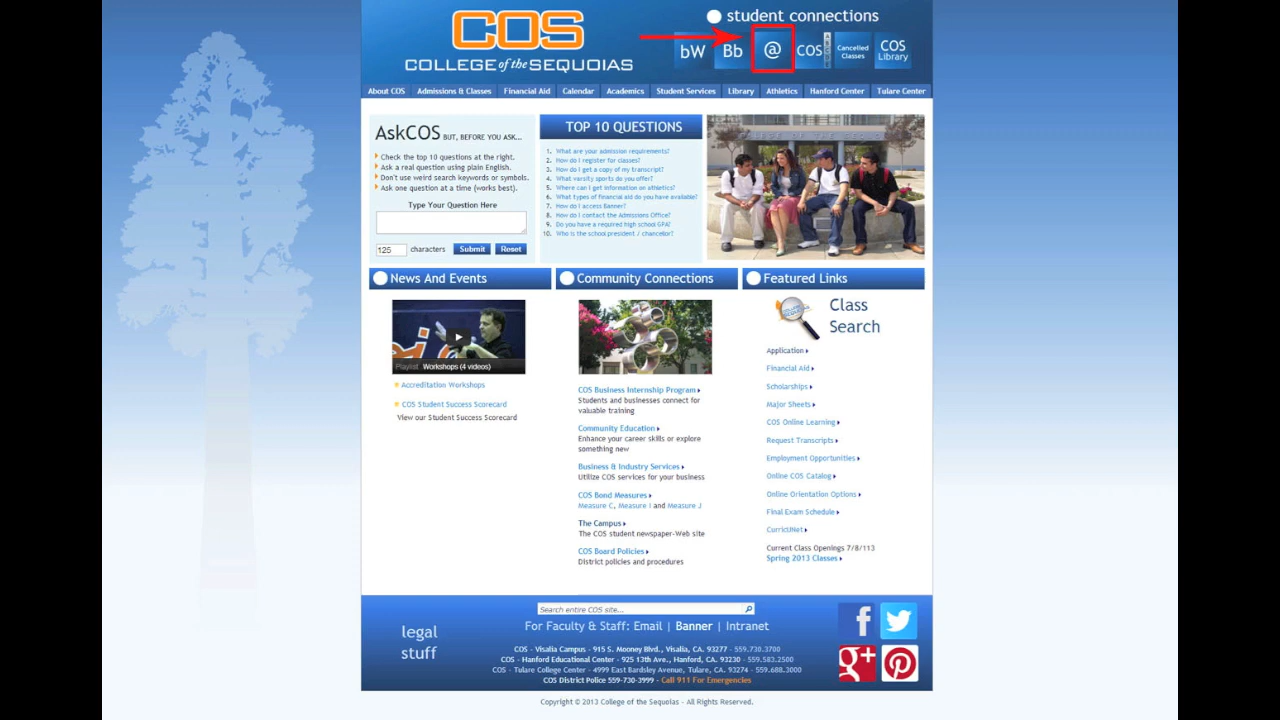 COS
COLLEGE of the SEQUOIAS
student connections
bW
Bb
@
COS
Cancelled Classes
COS Library
About COS
Admissions & Classes
Financial Aid
Calendar
Academics
Student Services
Library
Athletics
Hanford Center
Tulare Center
AskCOS BUT, BEFORE YOU ASK...
Check the top 10 questions at the right.
Ask a real question using plain English.
Don't use weird search keywords or symbols.
Ask one question at a time (works best).
Type Your Question Here
125 characters Submit Reset
TOP 10 QUESTIONS
1. What are your admission requirements?
2. How do I register for classes?
3. How do I get a copy of my transcript?
4. What varsity sports do you offer?
5. Where can I get information on athletics?
6. What types of financial aid do you have available?
7. How do I access Banner?
8. How do I contact the Admissions Office?
9. Do you have a required high school GPA?
10. Who is the school president / chancellor?
COLLEGE OF THE SEQUOIAS
News And Events
Playlist Workshops (4 videos)
Accreditation Workshops
COS Student Success Scorecard
View our Student Success Scorecard
Community Connections
COS Business Internship Program
Students and businesses connect for
valuable training
Community Education
Enhance your career skills or explore
something new
Business & Industry Services
Utilize COS services for your business
COS Bond Measures
Measure C, Measure I and Measure J
The Campus
The COS student newspaper-Web site
COS Board Policies
District policies and procedures
Featured Links
Class
Search
Application
Financial Aid
Scholarships
Major Sheets
COS Online Learning
Request Transcripts
Employment Opportunities
Online COS Catalog
Online Orientation Options
Final Exam Schedule
CurricUNet
Current Class Openings 7/8/113
Spring 2013 Classes
Search entire COS site...
For Faculty & Staff: Email | Banner | Intranet
legal
stuff
COS - Visalia Campus - 915 S. Mooney Blvd., Visalia, CA. 93277 - 559.730.3700
COS - Hanford Educational Center - 925 13th Ave., Hanford, CA. 93230 - 559.583.2500
COS - Tulare College Center - 4999 East Bardsley Avenue, Tulare, CA. 93274 - 559.688.3000
COS District Police 559-730-3999 - Call 911 For Emergencies
Copyright © 2013 College of the Sequoias - All Rights Reserved.